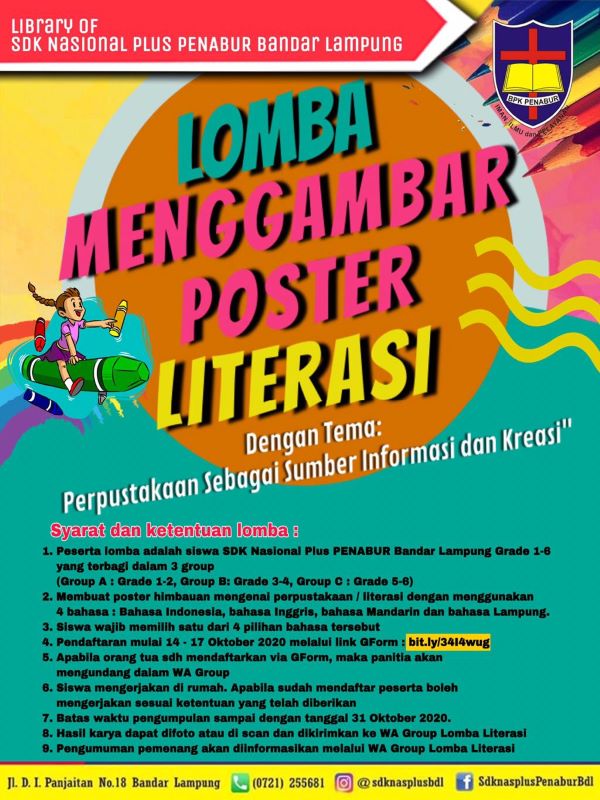 Library of
SDK Nasional Plus PENABUR Bandar Lampung
BPK PENABUR
IMAN, ILMU dan PELAYANAN
LOMBA
MENGGAMBAR
POSTER
LITERASI
Dengan Tema:
Perpustakaan Sebagai Sumber Informasi dan Kreasi"
Syarat dan ketentuan lomba :
1. Peserta lomba adalah siswa SDK Nasional Plus PENABUR Bandar Lampung Grade 1-6
yang terbagi dalam 3 group
(Group A : Grade 1-2, Group B: Grade 3-4, Group C : Grade 5-6)
2. Membuat poster himbauan mengenai perpustakaan / literasi dengan menggunakan
4 bahasa : Bahasa Indonesia, bahasa Inggris, bahasa Mandarin dan bahasa Lampung.
3. Siswa wajib memilih satu dari 4 pilihan bahasa tersebut
4. Pendaftaran mulai 14 - 17 Oktober 2020 melalui link GForm : bit.ly/34I4wug
5. Apabila orang tua sdh mendaftarkan via GForm, maka panitia akan
mengundang dalam WA Group
6. Siswa mengerjakan di rumah. Apabila sudah mendaftar peserta boleh
mengerjakan sesuai ketentuan yang telah diberikan
7. Batas waktu pengumpulan sampai dengan tanggal 31 Oktober 2020.
8. Hasil karya dapat difoto atau di scan dan dikirimkan ke WA Group Lomba Literasi
9. Pengumuman pemenang akan diinformasikan melalui WA Group Lomba Literasi
Jl. D. I. Panjaitan No.18 Bandar Lampung (0721) 255681 @sdknasplusbdl SdknasplusPenaburBdl